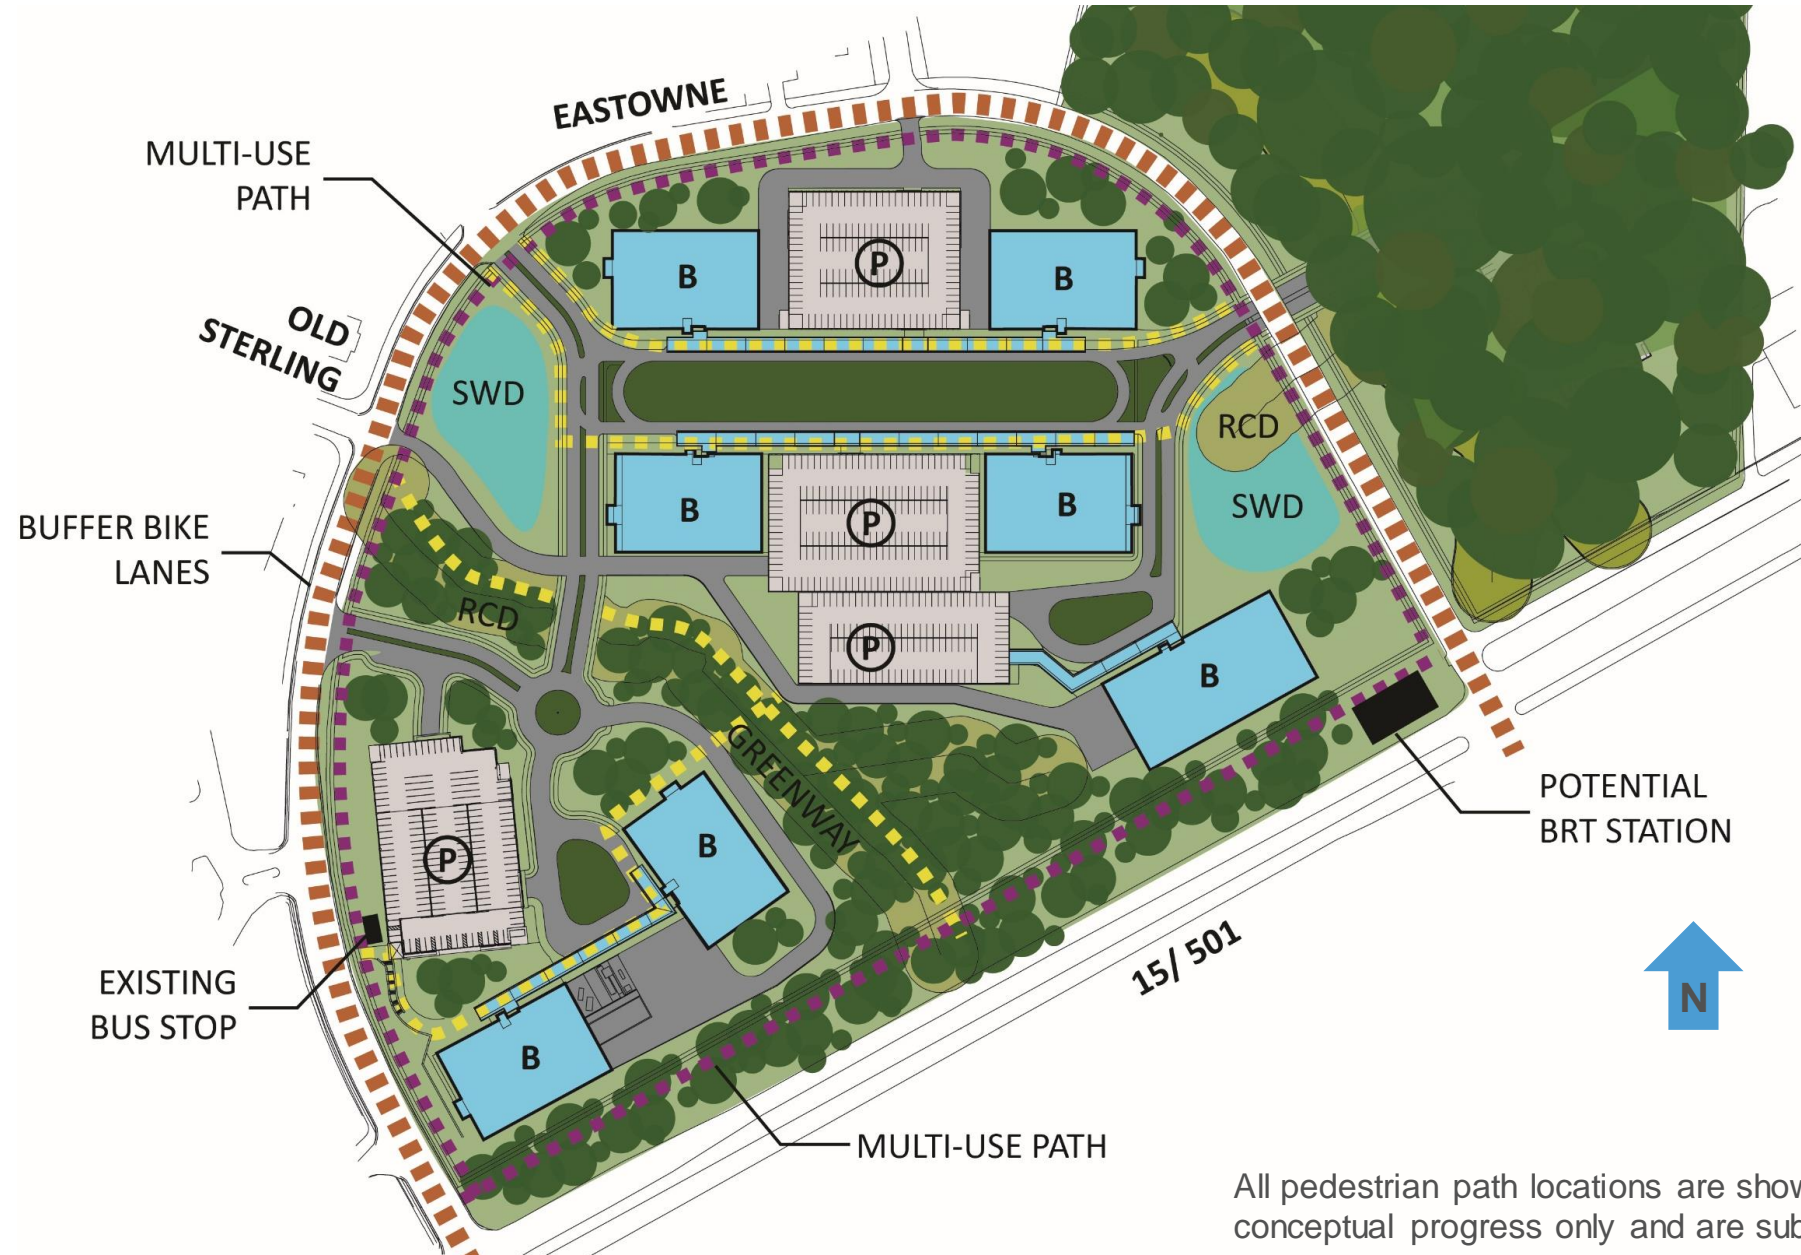 EASTOWNE
MULTI-USE
PATH
OLD
STERLING
BUFFER BIKE
LANES
B
P
B
SWD
RCD
B
P
B
SWD
RCD
P
B
GREENWAY
P
B
B
POTENTIAL
BRT STATION
15/ 501
N
EXISTING
BUS STOP
MULTI-USE PATH
All pedestrian path locations are show
conceptual progress only and are sub